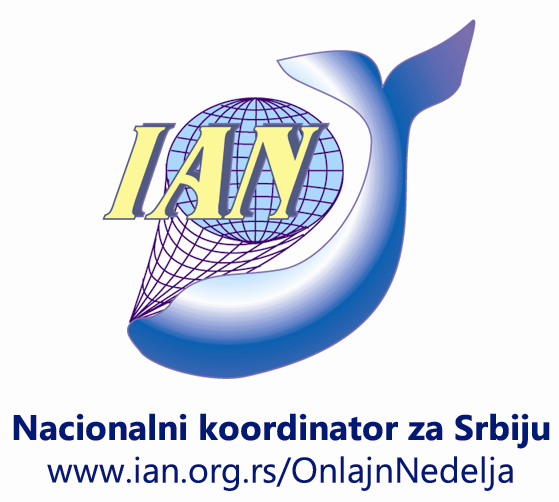 IAN
Nacionalni koordinator za Srbiju
www.ian.org.rs/OnlajnNedelja